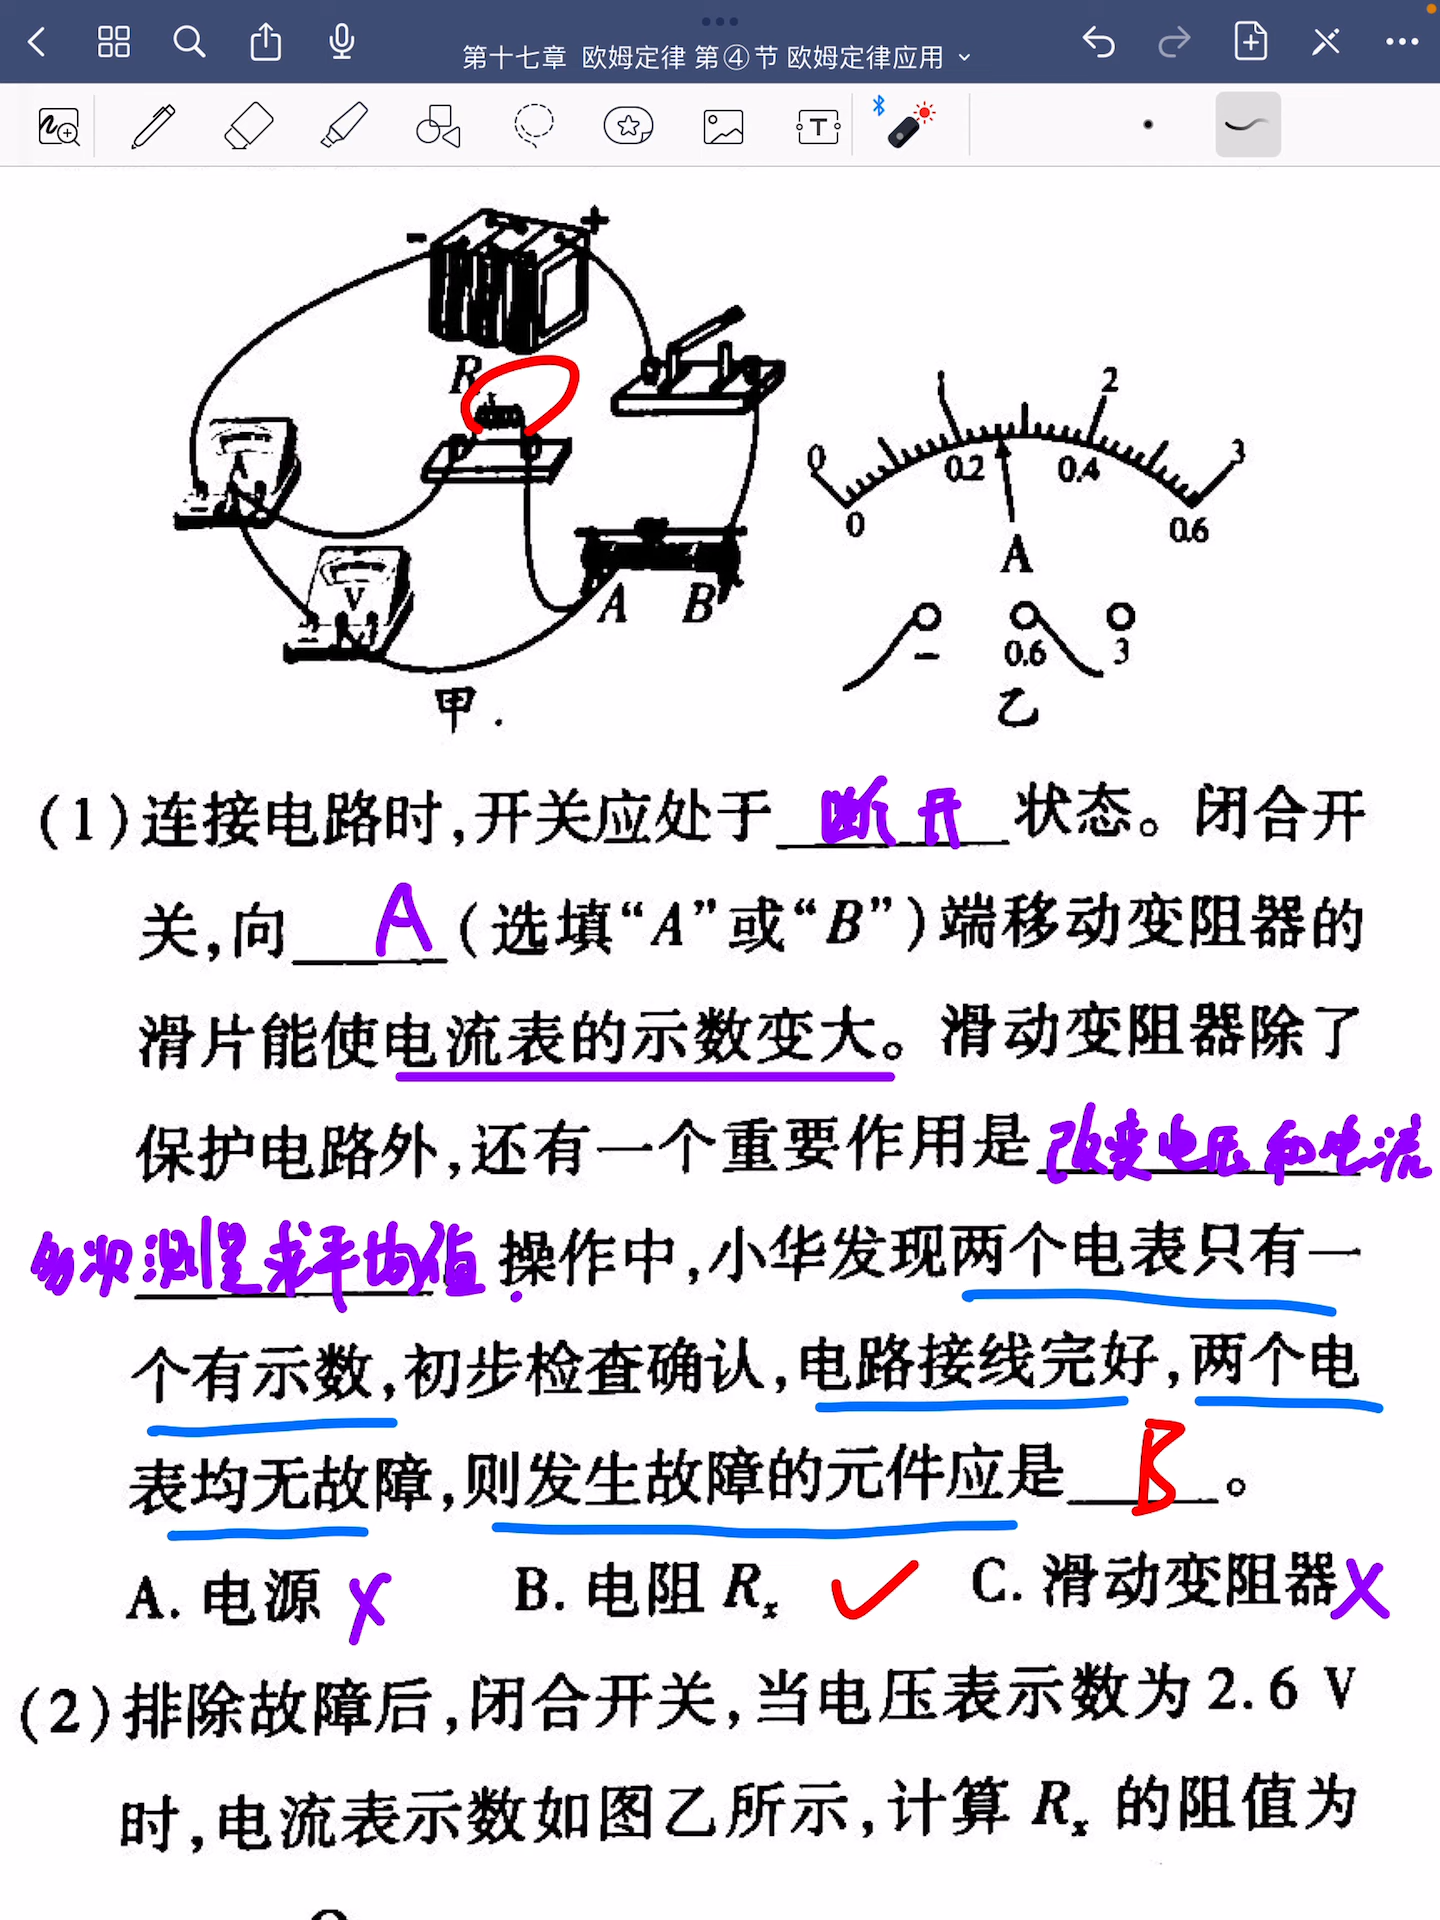 第十七章 欧姆定律 第④节 欧姆定律应用
T
- +
R
A
V
A B
甲.
0 1 2 3
0 0.2 0.4 0.6
A
- 0.6 3
乙
(1)连接电路时,开关应处于 断开 状态。闭合开
关,向 A (选填“A”或“B”)端移动变阻器的
滑片能使电流表的示数变大。滑动变阻器除了
保护电路外,还有一个重要作用是 改变电压和电流
多次测量求平均值. 操作中,小华发现两个电表只有一
个有示数,初步检查确认,电路接线完好,两个电
表均无故障,则发生故障的元件应是 B 。
A. 电源 × B. 电阻 Rx ✓ C. 滑动变阻器 ×
(2)排除故障后,闭合开关,当电压表示数为2.6 V
时,电流表示数如图乙所示,计算 Rx 的阻值为